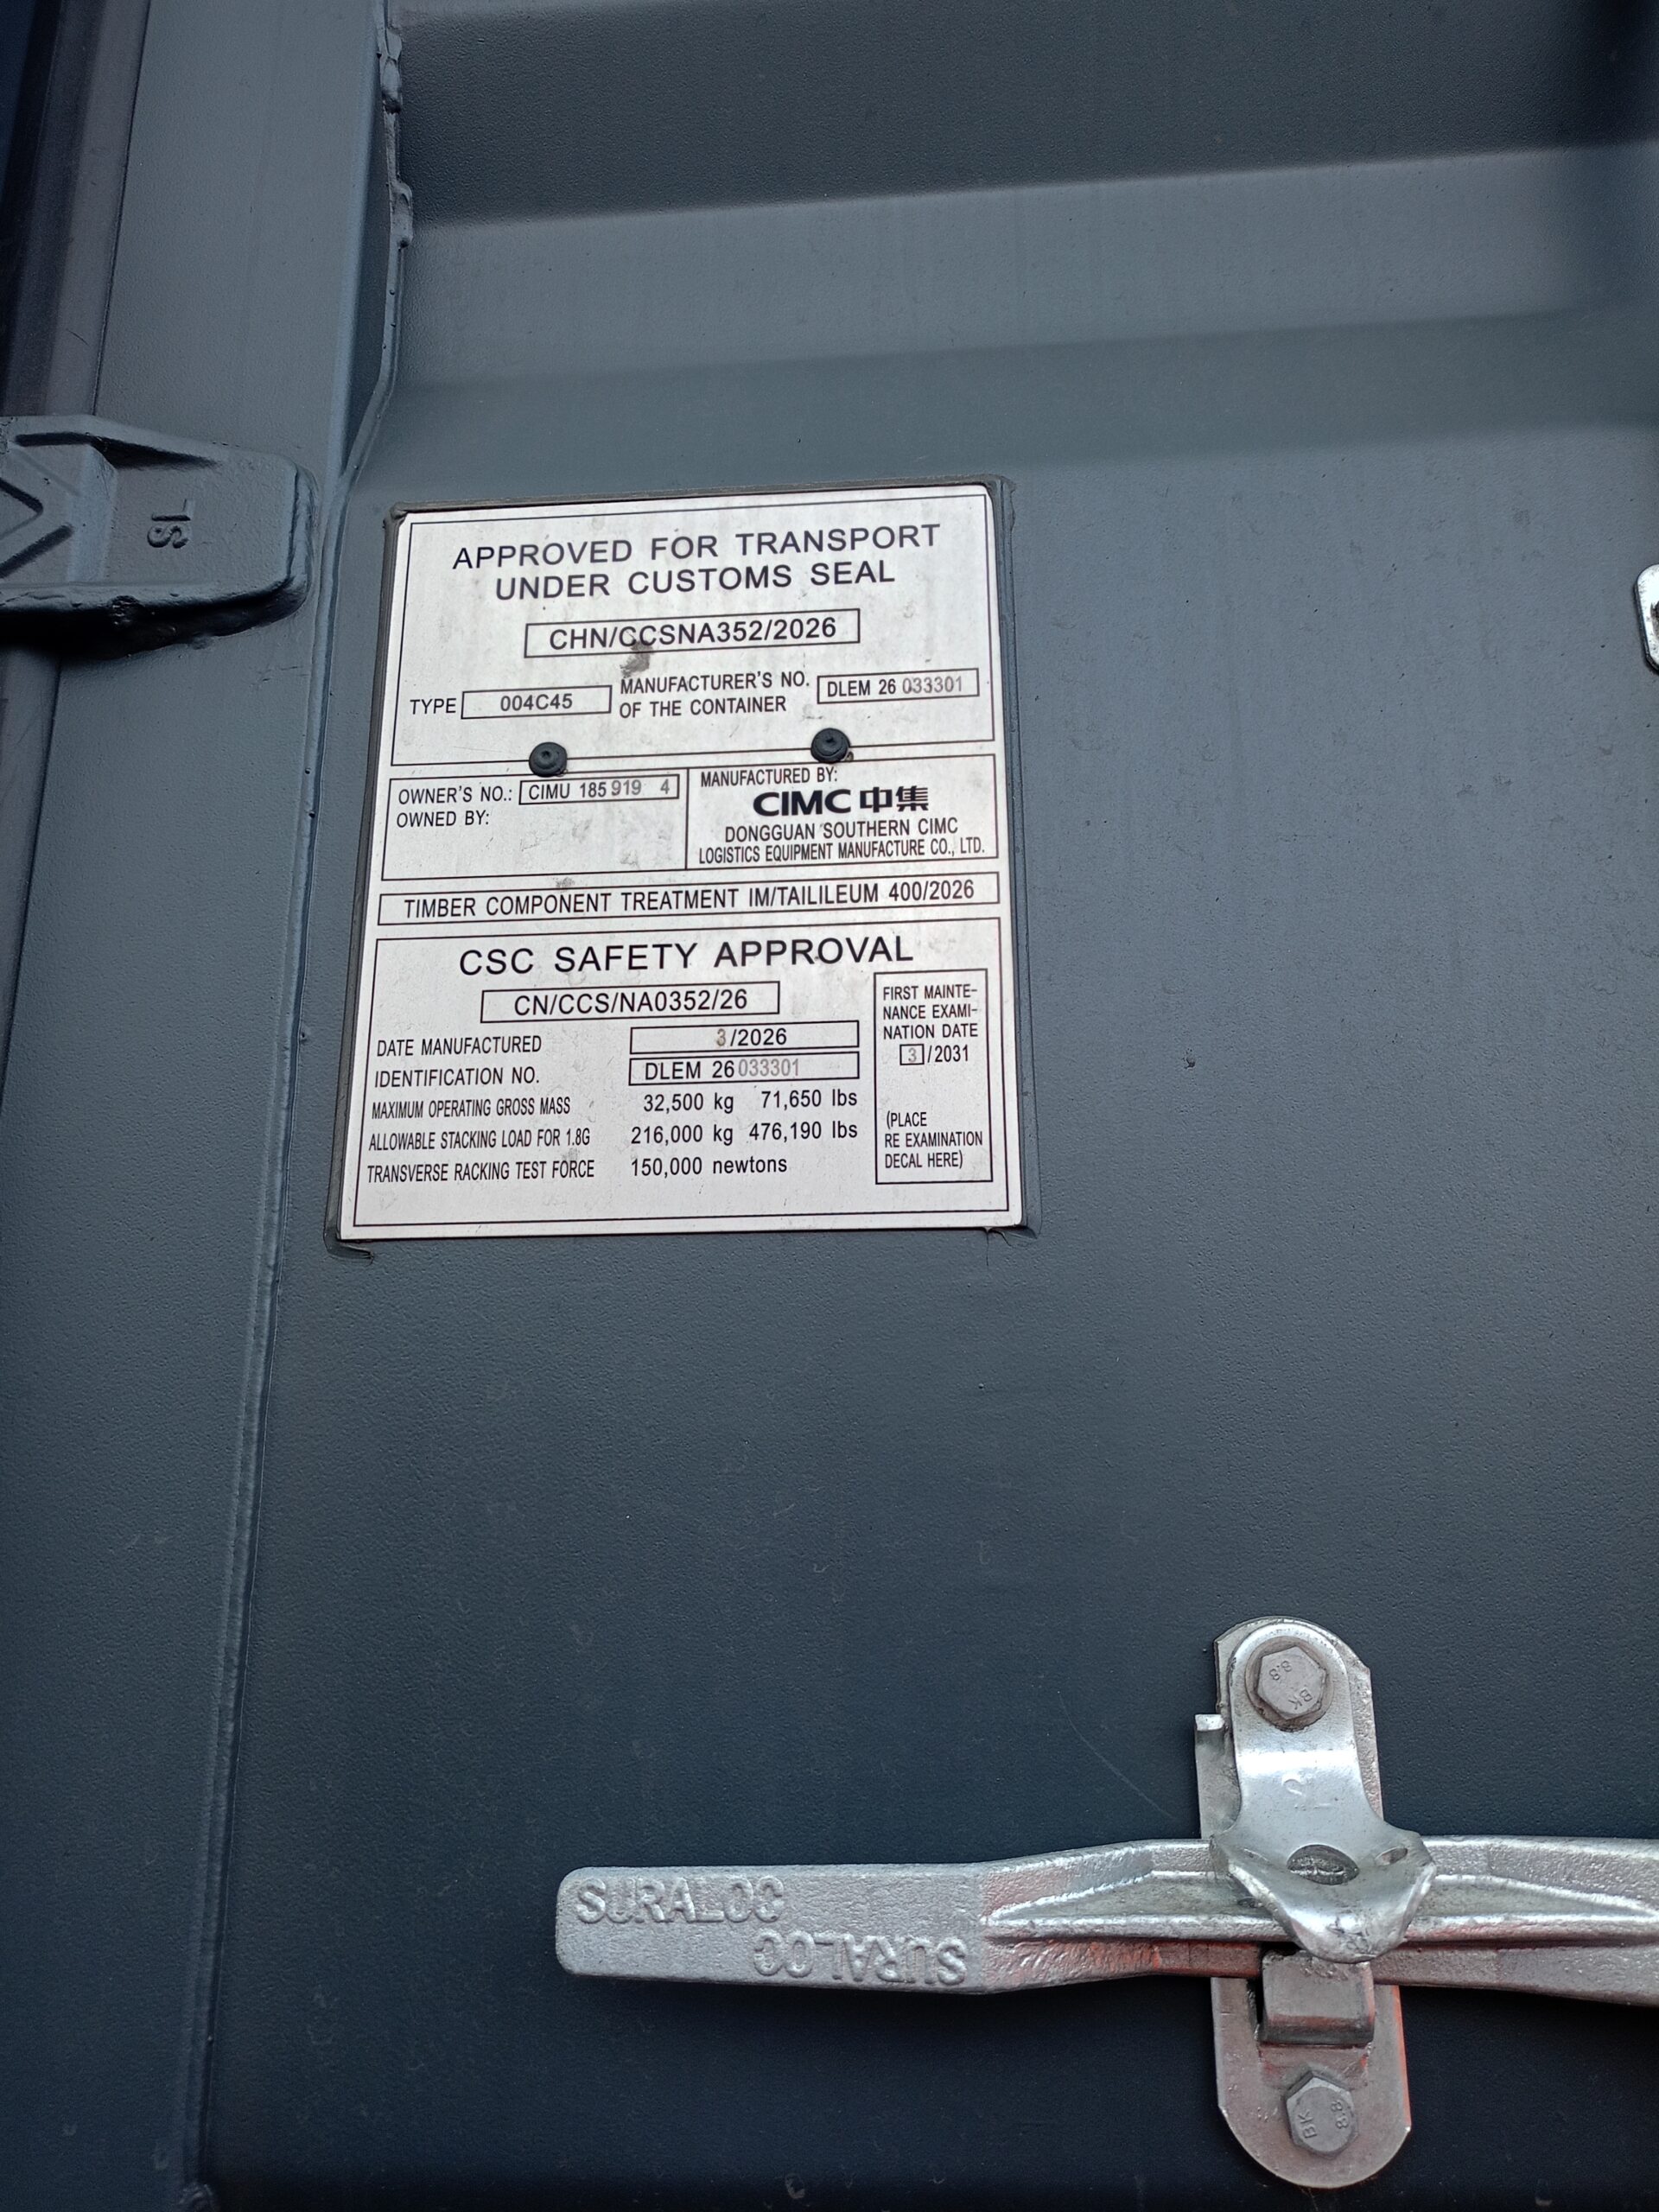 APPROVED FOR TRANSPORT
UNDER CUSTOMS SEAL
CHN/CCSNA352/2026
TYPE 004C45
MANUFACTURER'S NO.
OF THE CONTAINER
DLEM 26 033301
OWNER'S NO.: CIMU 185 919 4
OWNED BY:
MANUFACTURED BY:
CIMC 中集
DONGGUAN SOUTHERN CIMC
LOGISTICS EQUIPMENT MANUFACTURE CO., LTD.
TIMBER COMPONENT TREATMENT IM/TAILILEUM 400/2026
CSC SAFETY APPROVAL
CN/CCS/NA0352/26
DATE MANUFACTURED 3/2026
IDENTIFICATION NO. DLEM 26 033301
MAXIMUM OPERATING GROSS MASS 32,500 kg 71,650 lbs
ALLOWABLE STACKING LOAD FOR 1.8G 216,000 kg 476,190 lbs
TRANSVERSE RACKING TEST FORCE 150,000 newtons
FIRST MAINTE-
NANCE EXAMI-
NATION DATE
3/2031
(PLACE
RE EXAMINATION
DECAL HERE)
8.8
BK
SURALOC
SURALOC
BK
8.8